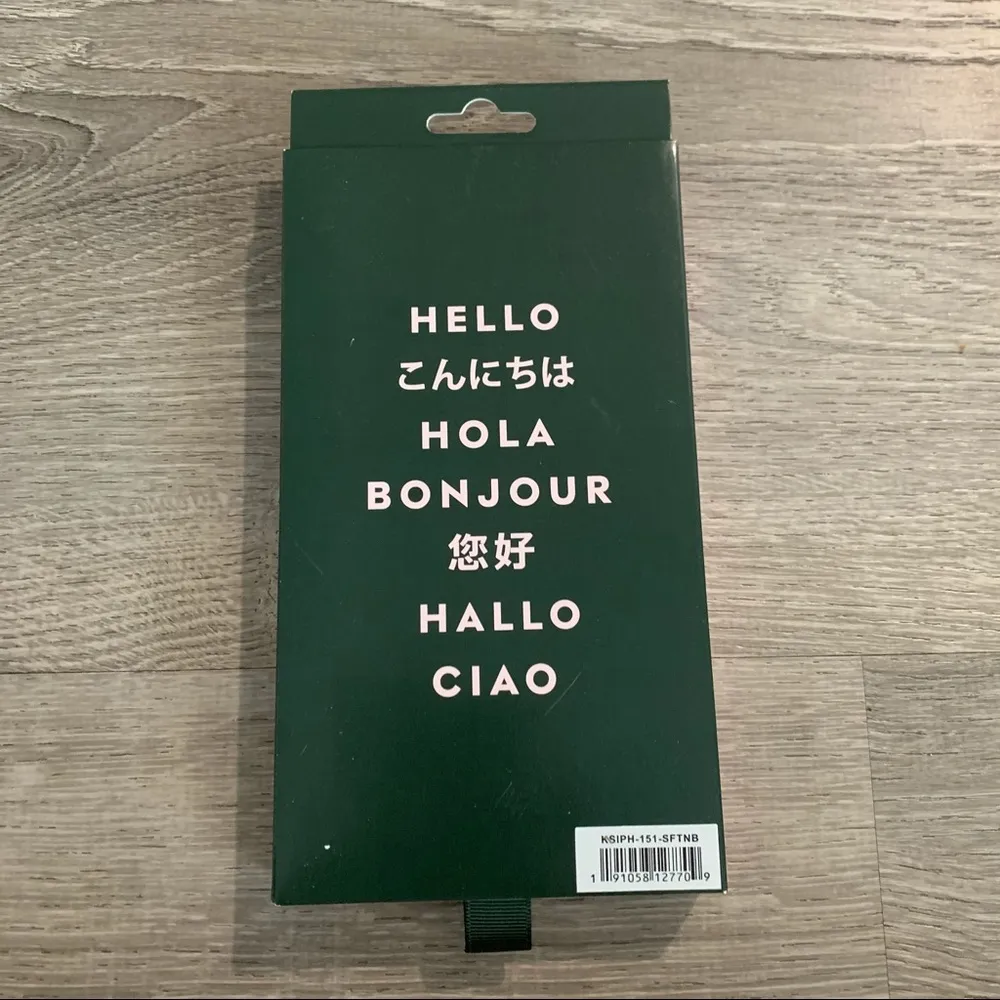 HELLO
こんにちは
HOLA
BONJOUR
您好
HALLO
CIAO
KSIPH-151-SFTNB
1 91058 12770 9